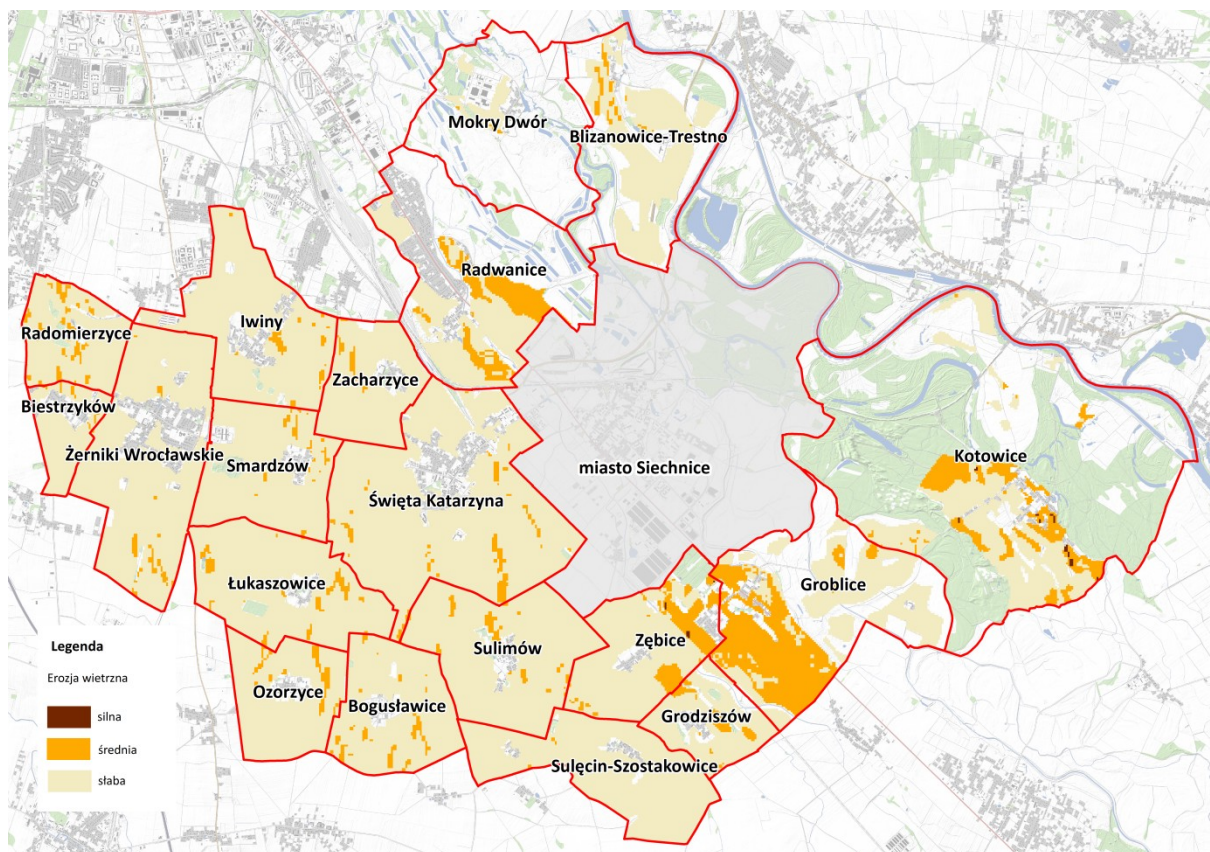 Mokry Dwór
Blizanowice-Trestno
Radwanice
Radomierzyce
Iwiny
Zacharzyce
Biestrzyków
Żerniki Wrocławskie
Smardzów
Święta Katarzyna
miasto Siechnice
Kotowice
Łukaszowice
Groblice
Sulimów
Zębice
Ozorzyce
Bogusławice
Grodziszów
Sulęcin-Szostakowice
Legenda
Erozja wietrzna
silna
średnia
słaba